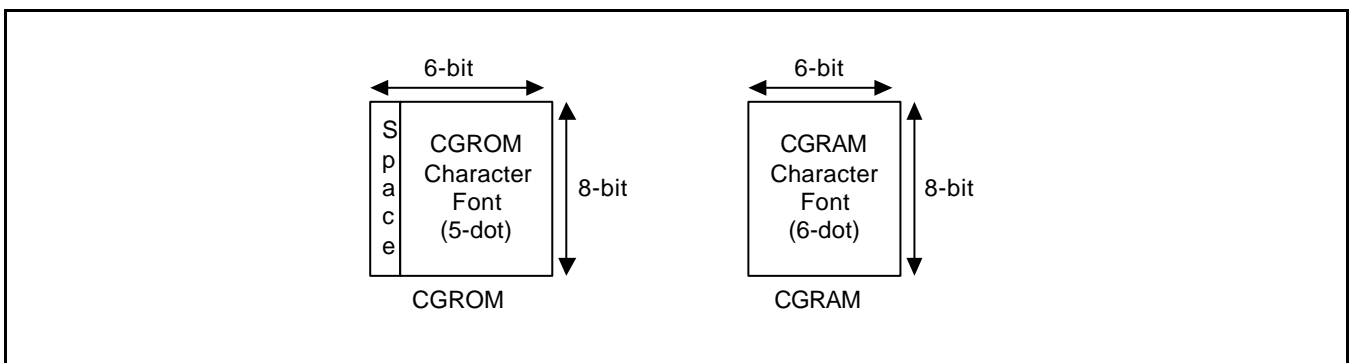 6-bit
S
p
a
c
e
CGROM
Character
Font
(5-dot)
8-bit
CGROM
6-bit
CGRAM
Character
Font
(6-dot)
8-bit
CGRAM